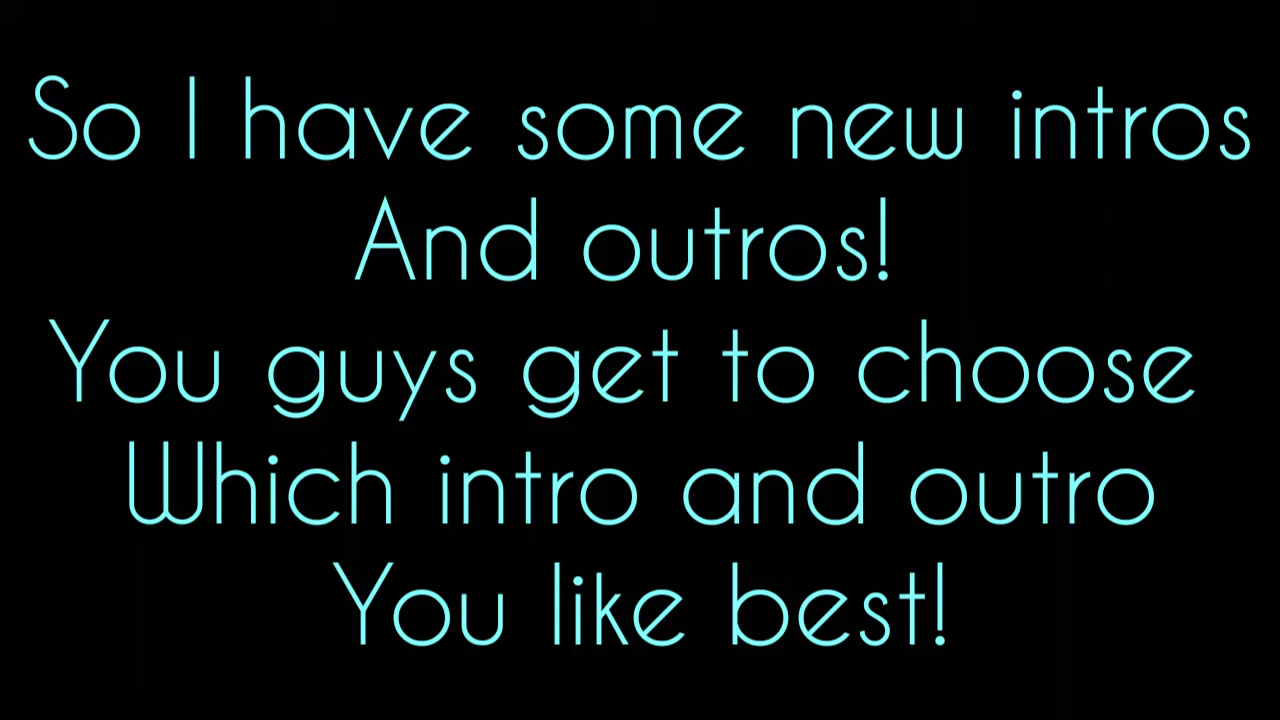 So I have some new intros
And outros!
You guys get to choose
Which intro and outro
You like best!